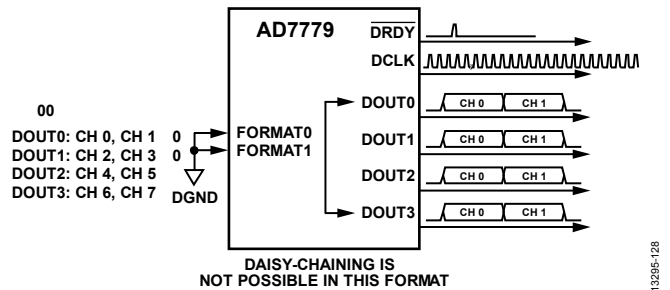 AD7779
DRDY
DCLK
00
DOUT0: CH 0, CH 1 0
DOUT1: CH 2, CH 3 0
DOUT2: CH 4, CH 5
DOUT3: CH 6, CH 7
DGND
FORMAT0
FORMAT1
DOUT0
CH 0 CH 1
DOUT1
CH 0 CH 1
DOUT2
CH 0 CH 1
DOUT3
CH 0 CH 1
DAISY-CHAINING IS
NOT POSSIBLE IN THIS FORMAT
13295-128